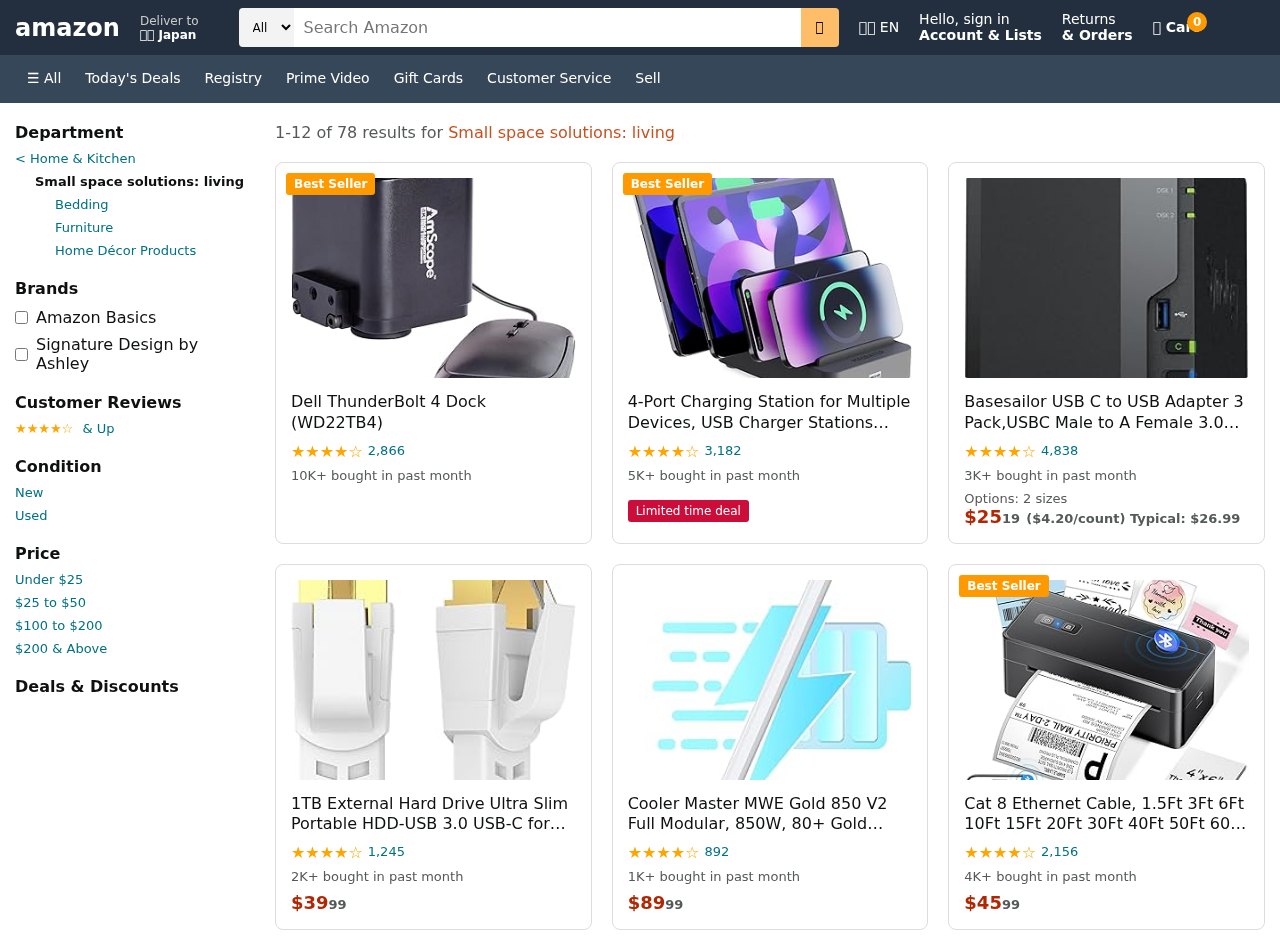 amazon
Deliver to
Japan
All
Search Amazon
EN
Hello, sign in
Account & Lists
Returns
& Orders
0
☰ All
Today's Deals
Registry
Prime Video
Gift Cards
Customer Service
Sell
Department
< Home & Kitchen
Small space solutions: living
Bedding
Furniture
Home Décor Products
Brands
Amazon Basics
Signature Design by
Ashley
Customer Reviews
★★★★☆ & Up
Condition
New
Used
Price
Under $25
$25 to $50
$100 to $200
$200 & Above
Deals & Discounts
1-12 of 78 results for Small space solutions: living
Best Seller
AmScope
Dell ThunderBolt 4 Dock
(WD22TB4)
★★★★☆ 2,866
10K+ bought in past month
Best Seller
4-Port Charging Station for Multiple
Devices, USB Charger Stations...
★★★★☆ 3,182
5K+ bought in past month
Limited time deal
DISK 1
DISK 2
C
Basesailor USB C to USB Adapter 3
Pack,USBC Male to A Female 3.0...
★★★★☆ 4,838
3K+ bought in past month
Options: 2 sizes
$2519 ($4.20/count) Typical: $26.99
1TB External Hard Drive Ultra Slim
Portable HDD-USB 3.0 USB-C for...
★★★★☆ 1,245
2K+ bought in past month
$3999
Cooler Master MWE Gold 850 V2
Full Modular, 850W, 80+ Gold...
★★★★☆ 892
1K+ bought in past month
$8999
Best Seller
Handmade
with
love
Thank you
PRIORITY MAIL 2-DAY
P
4"x6"
Cat 8 Ethernet Cable, 1.5Ft 3Ft 6Ft
10Ft 15Ft 20Ft 30Ft 40Ft 50Ft 60...
★★★★☆ 2,156
4K+ bought in past month
$4599